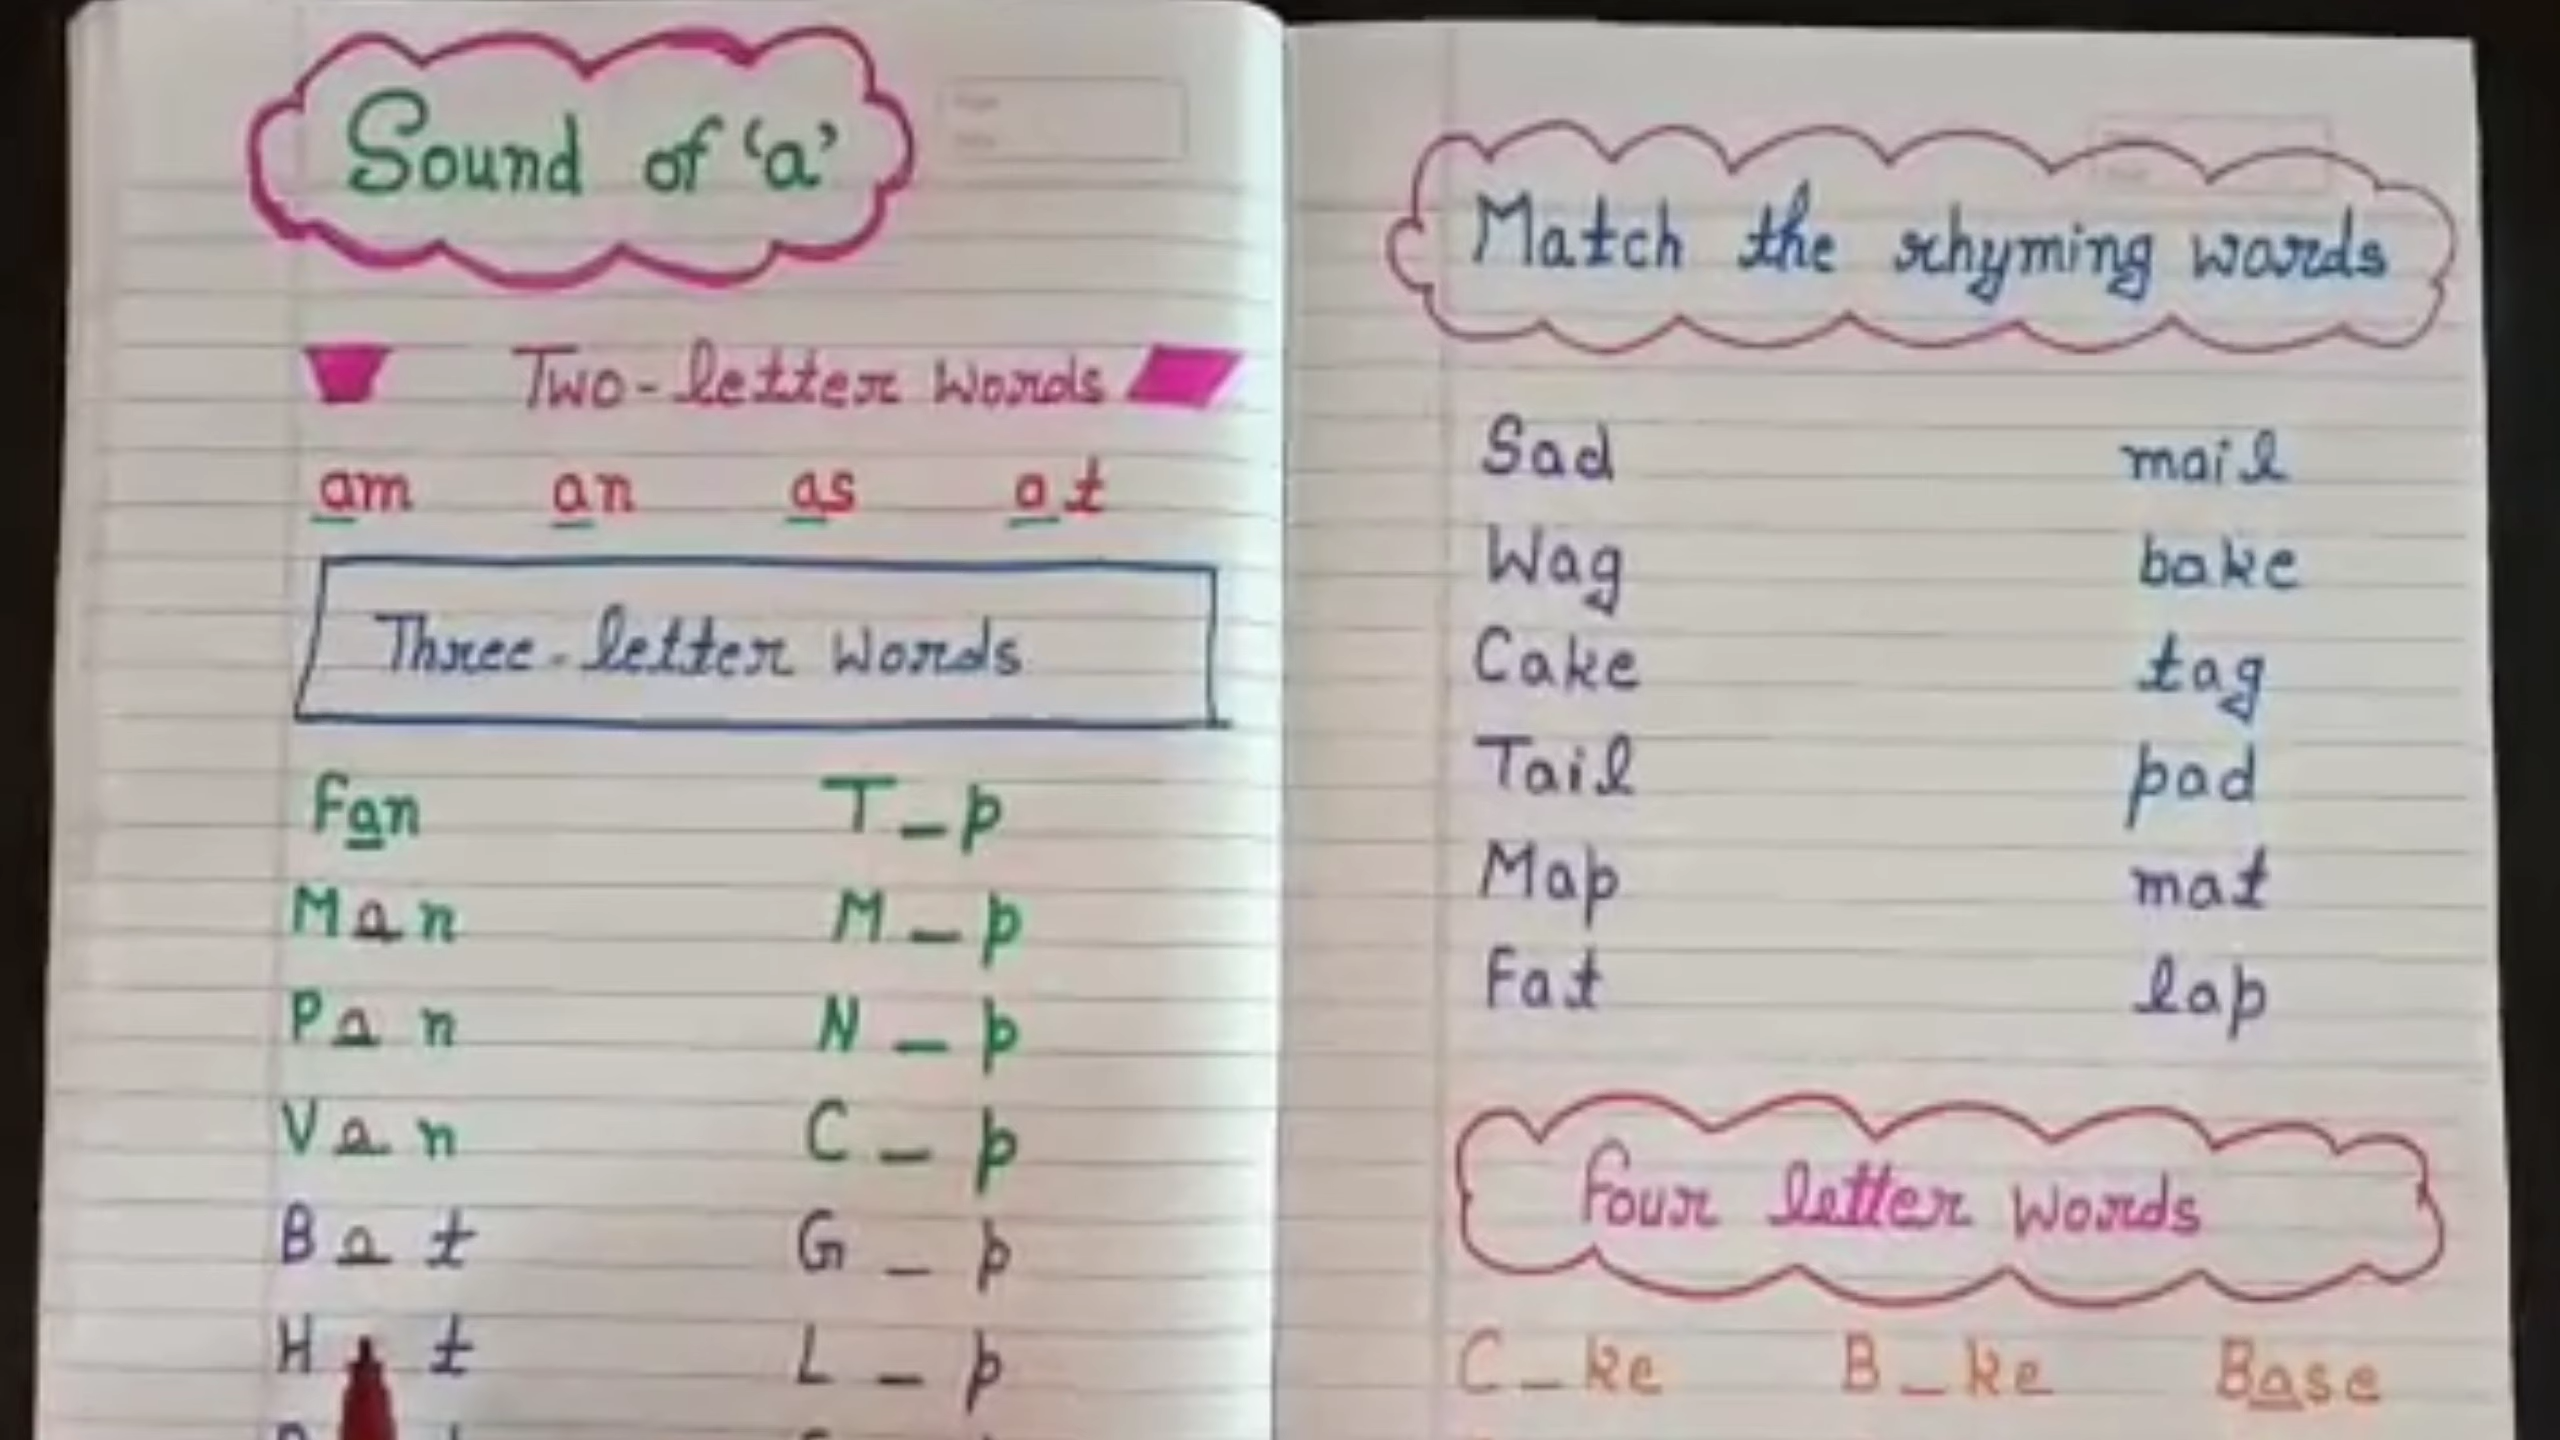 Sound of 'a'
Two-letter words
am an as at
Three-letter words
Fan T_p
Man M_p
Pan N_p
Van C_p
Bat G_p
H t L_p
Match the rhyming words
Sad mail
Wag bake
Cake tag
Tail pad
Map mat
Fat lap
Four letter words
C_ke B_ke Base